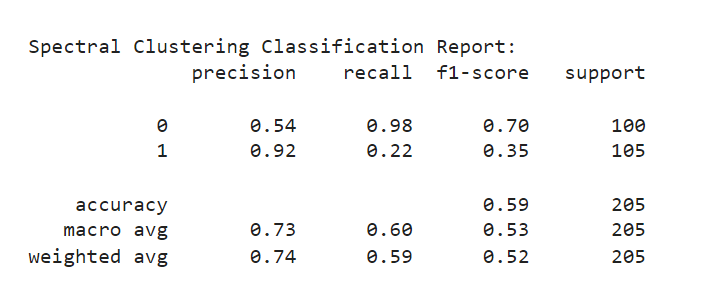 Spectral Clustering Classification Report:
precision recall f1-score support
0 0.54 0.98 0.70 100
1 0.92 0.22 0.35 105
accuracy 0.59 205
macro avg 0.73 0.60 0.53 205
weighted avg 0.74 0.59 0.52 205